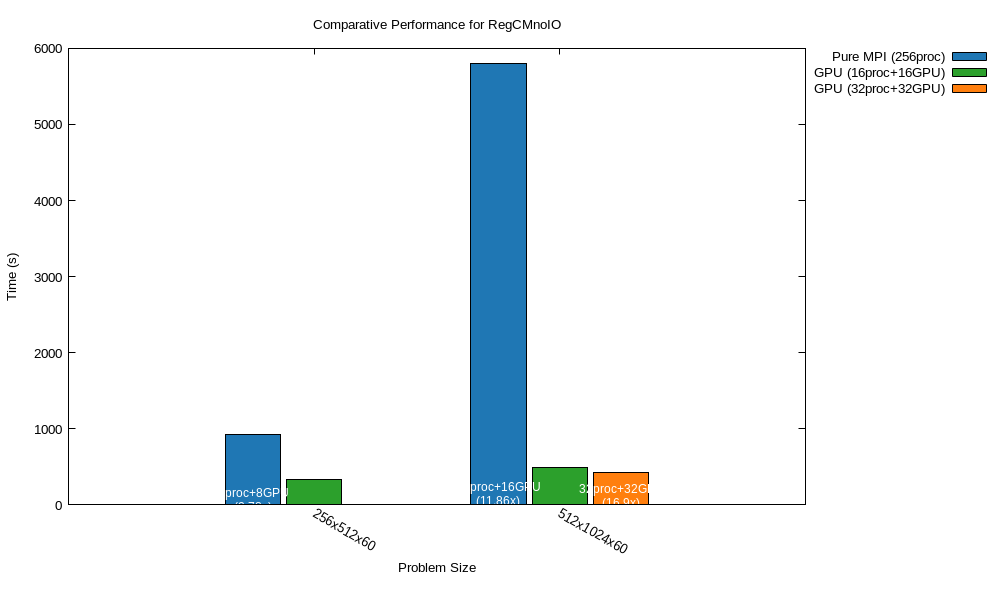 Comparative Performance for RegCMnoIO
Pure MPI (256proc)
GPU (16proc+16GPU)
GPU (32proc+32GPU)
6000
5000
4000
3000
2000
1000
0
Time (s)
proc+8GPU
proc+16GPU
(11.86x)
(16.9x)
256x512x60
512x1024x60
Problem Size